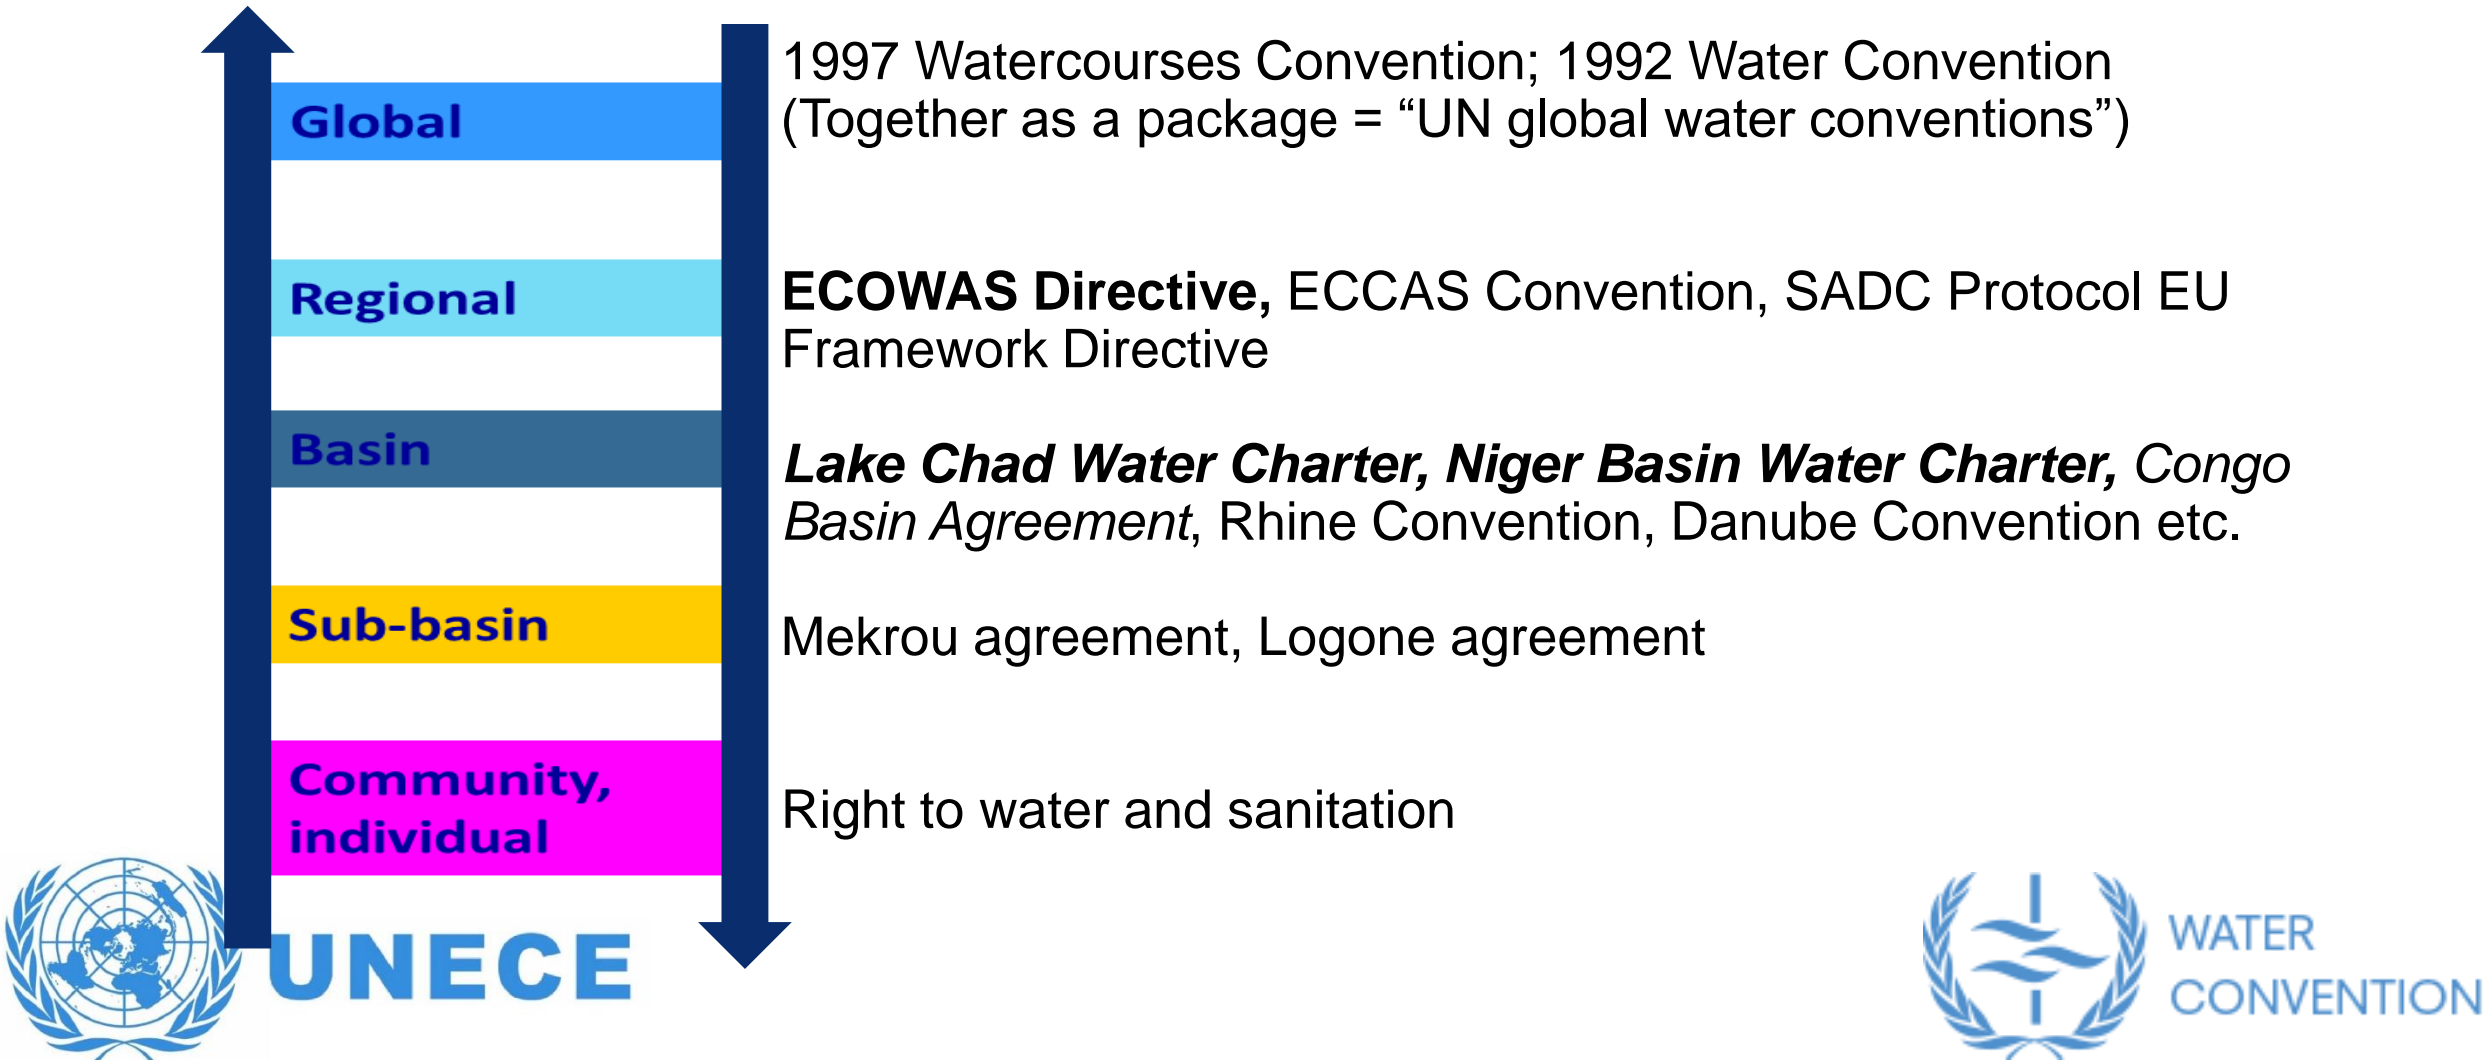 Global
1997 Watercourses Convention; 1992 Water Convention
(Together as a package = “UN global water conventions”)
Regional
ECOWAS Directive, ECCAS Convention, SADC Protocol EU
Framework Directive
Basin
Lake Chad Water Charter, Niger Basin Water Charter, Congo
Basin Agreement, Rhine Convention, Danube Convention etc.
Sub-basin
Mekrou agreement, Logone agreement
Community,
individual
Right to water and sanitation
UNECE
WATER
CONVENTION